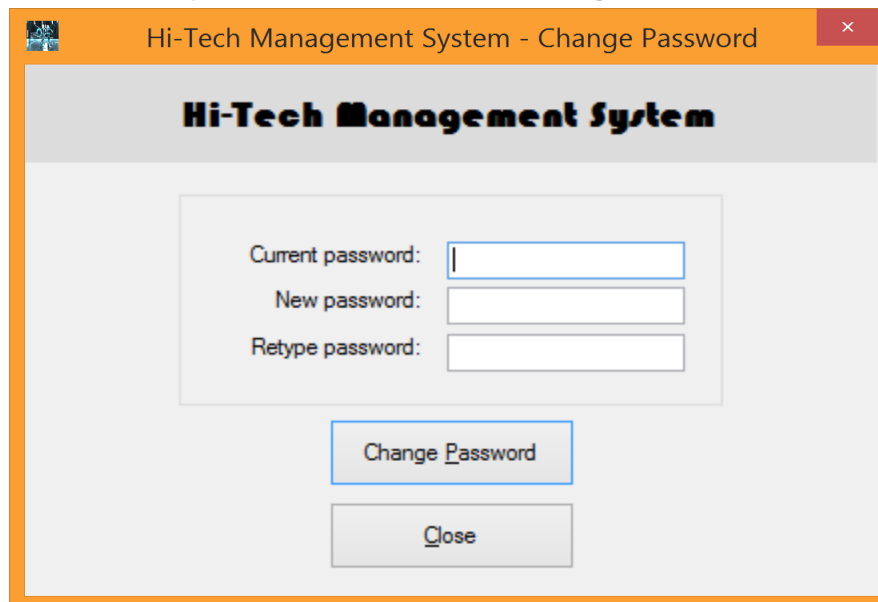 Hi-Tech Management System - Change Password
×
Hi-Tech Management System
Current password:
New password:
Retype password:
Change Password
Close